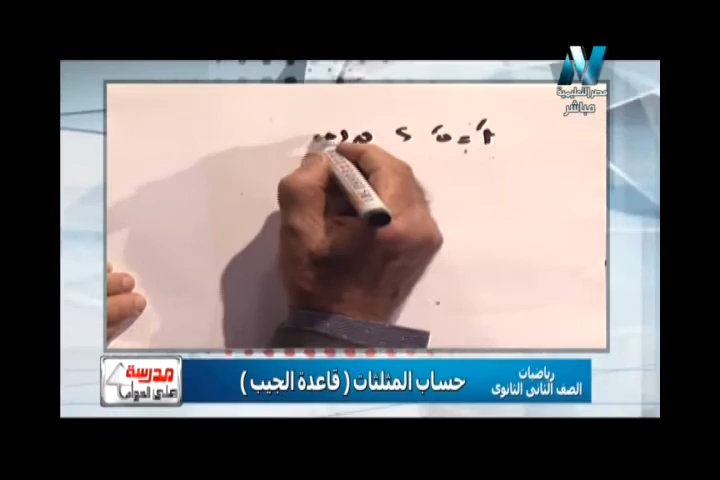 مصر التعليمية
مباشر
رياضيات
الصف الثانى الثانوى
حساب المثلثات ( قاعدة الجيب )
مدرسة
على الهواء